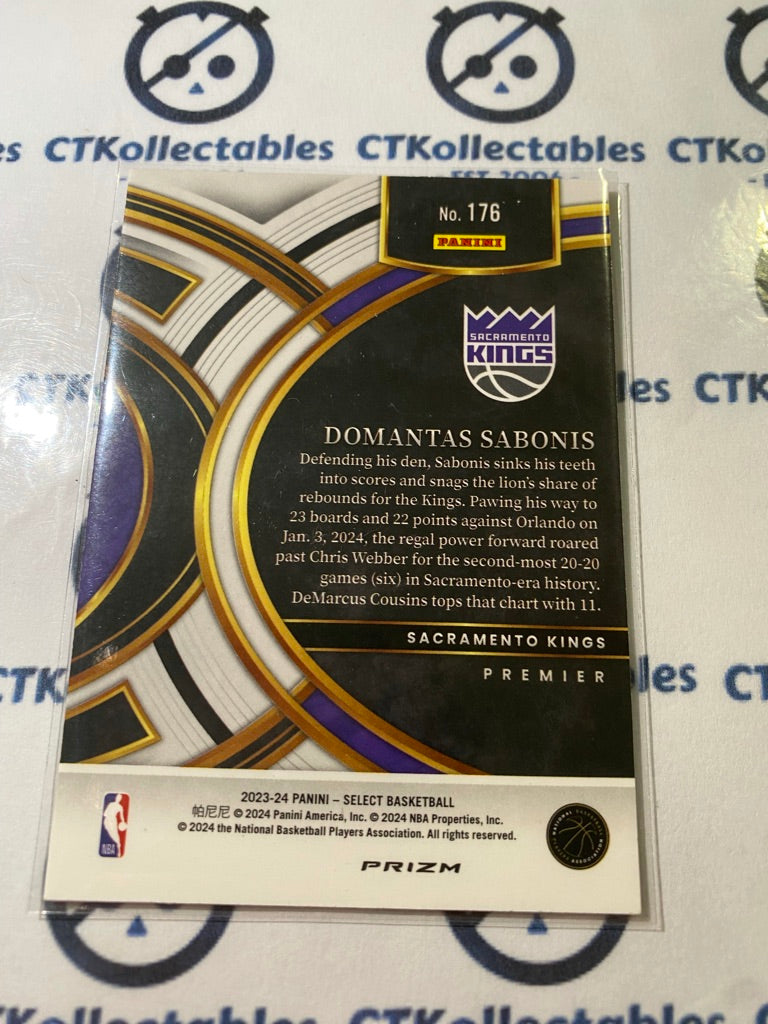 CTKollectables CTKollectables CTKo
EST 2006
No. 176
PANINI
SACRAMENTO
KINGS
DOMANTAS SABONIS
Defending his den, Sabonis sinks his teeth
into scores and snags the lion's share of
rebounds for the Kings. Pawing his way to
23 boards and 22 points against Orlando on
Jan. 3, 2024, the regal power forward roared
past Chris Webber for the second-most 20-20
games (six) in Sacramento-era history.
DeMarcus Cousins tops that chart with 11.
SACRAMENTO KINGS
PREMIER
2023-24 PANINI – SELECT BASKETBALL
帕尼尼 © 2024 Panini America, Inc. © 2024 NBA Properties, Inc.
© 2024 the National Basketball Players Association. All rights reserved.
NBA
PRIZM